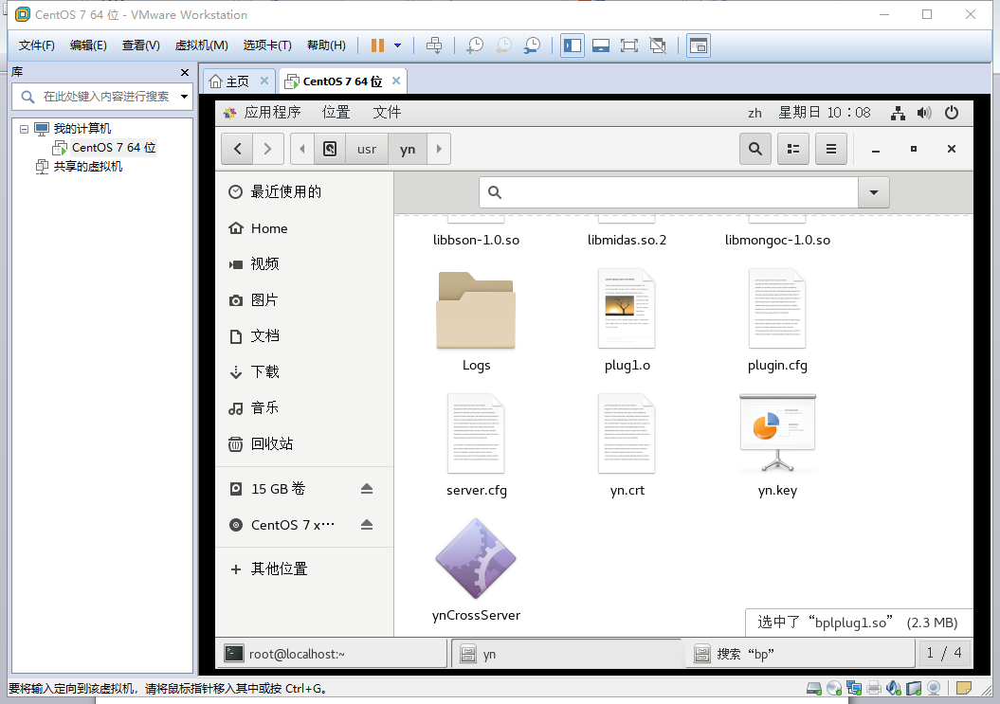 CentOS 7 64 位 - VMware Workstation
文件(F) 编辑(E) 查看(V) 虚拟机(M) 选项卡(T) 帮助(H)
库
在此处键入内容进行搜索
我的计算机
CentOS 7 64 位
共享的虚拟机
主页
CentOS 7 64 位
应用程序 位置 文件
zh 星期日 10:08
usr yn
最近使用的
Home
视频
图片
文档
下载
音乐
回收站
15 GB 卷
CentOS 7 x…
其他位置
libbson-1.0.so libmidas.so.2 libmongoc-1.0.so
Logs plug1.o plugin.cfg
server.cfg yn.crt yn.key
ynCrossServer
选中了“bplplug1.so” (2.3 MB)
root@localhost:~ yn 搜索“bp” 1 / 4
要将输入定向到该虚拟机，请将鼠标指针移入其中或按 Ctrl+G。